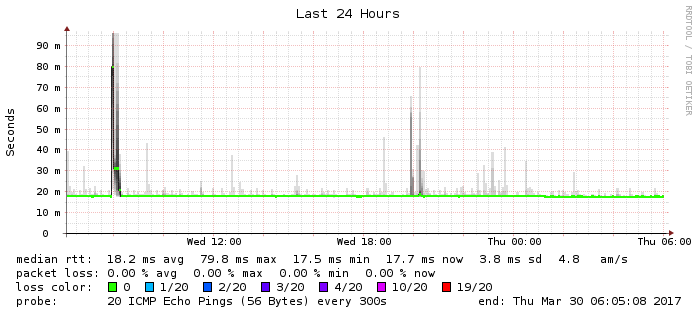 Last 24 Hours
RRDTOOL / TOBI OETIKER
Seconds
90 m
80 m
70 m
60 m
50 m
40 m
30 m
20 m
10 m
0
Wed 12:00 Wed 18:00 Thu 00:00 Thu 06:00
median rtt: 18.2 ms avg 79.8 ms max 17.5 ms min 17.7 ms now 3.8 ms sd 4.8 am/s
packet loss: 0.00 % avg 0.00 % max 0.00 % min 0.00 % now
loss color: 0 1/20 2/20 3/20 4/20 10/20 19/20
probe: 20 ICMP Echo Pings (56 Bytes) every 300s end: Thu Mar 30 06:05:08 2017